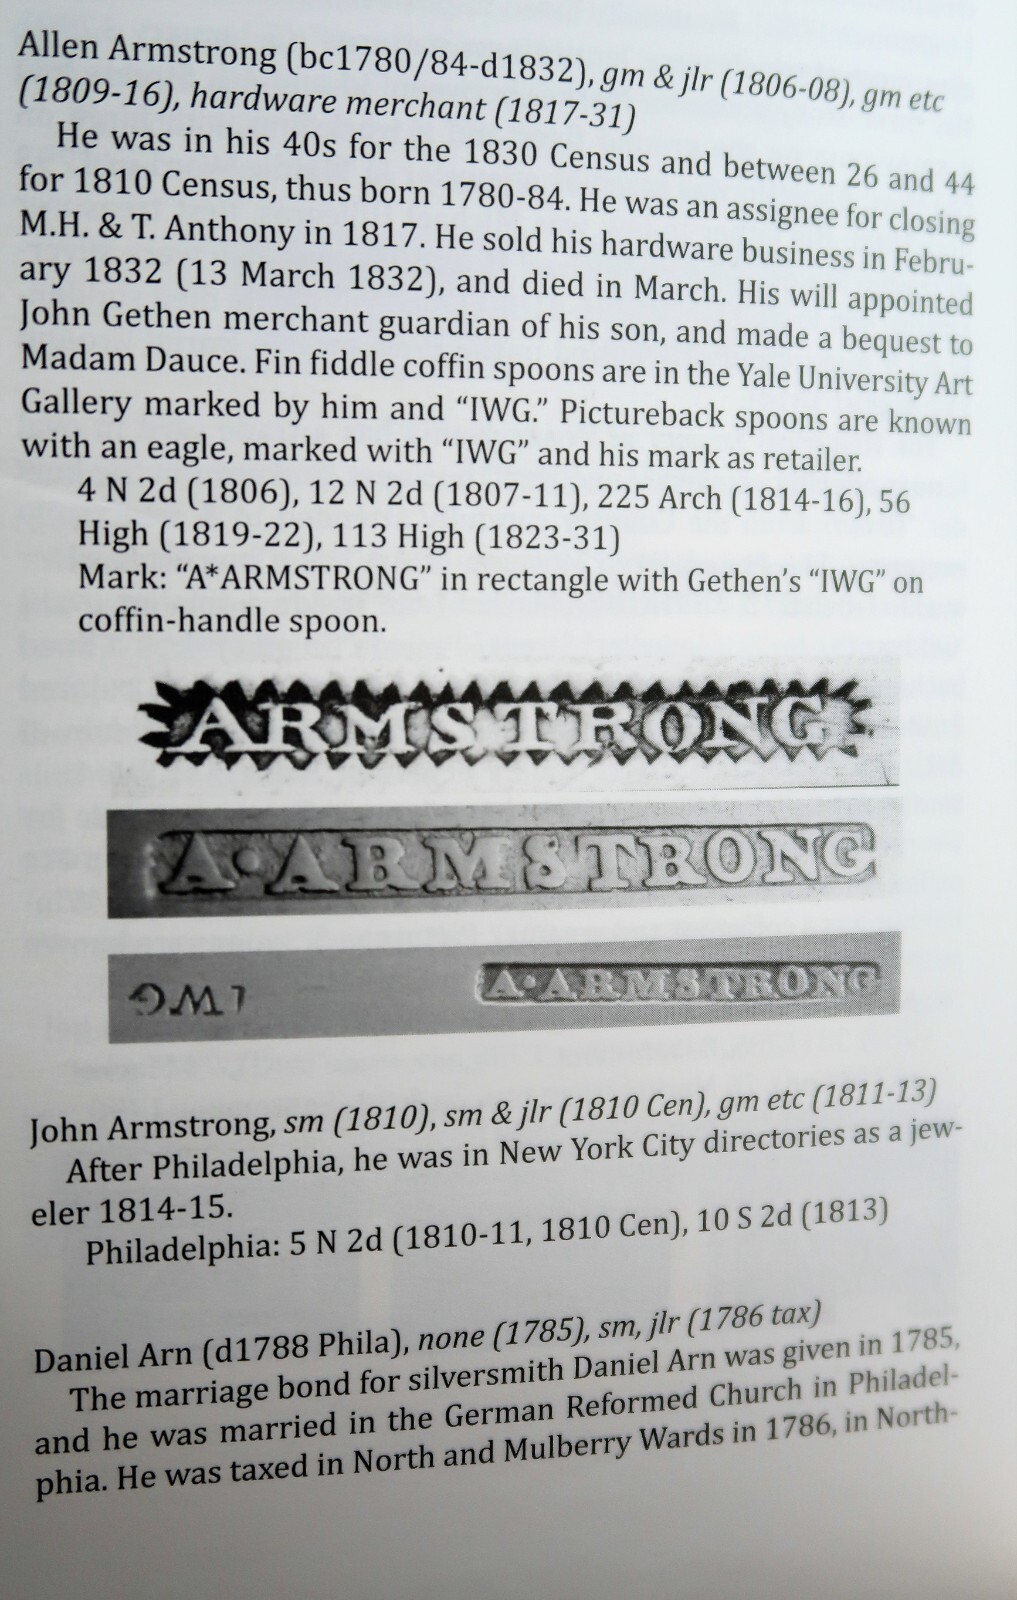 Allen Armstrong (bc1780/84-d1832), gm & jlr (1806-08), gm etc
(1809-16), hardware merchant (1817-31)
He was in his 40s for the 1830 Census and between 26 and 44
for 1810 Census, thus born 1780-84. He was an assignee for closing
M.H. & T. Anthony in 1817. He sold his hardware business in Febru-
ary 1832 (13 March 1832), and died in March. His will appointed
John Gethen merchant guardian of his son, and made a bequest to
Madam Dauce. Fin fiddle coffin spoons are in the Yale University Art
Gallery marked by him and “IWG.” Pictureback spoons are known
with an eagle, marked with “IWG” and his mark as retailer.
4 N 2d (1806), 12 N 2d (1807-11), 225 Arch (1814-16), 56
High (1819-22), 113 High (1823-31)
Mark: “A*ARMSTRONG” in rectangle with Gethen’s “IWG” on
coffin-handle spoon.
ARMSTRONG
A·ARMSTRONG
IWG A·ARMSTRONG
John Armstrong, sm (1810), sm & jlr (1810 Cen), gm etc (1811-13)
After Philadelphia, he was in New York City directories as a jew-
eler 1814-15.
Philadelphia: 5 N 2d (1810-11, 1810 Cen), 10 S 2d (1813)
Daniel Arn (d1788 Phila), none (1785), sm, jlr (1786 tax)
The marriage bond for silversmith Daniel Arn was given in 1785,
and he was married in the German Reformed Church in Philadel-
phia. He was taxed in North and Mulberry Wards in 1786, in North-